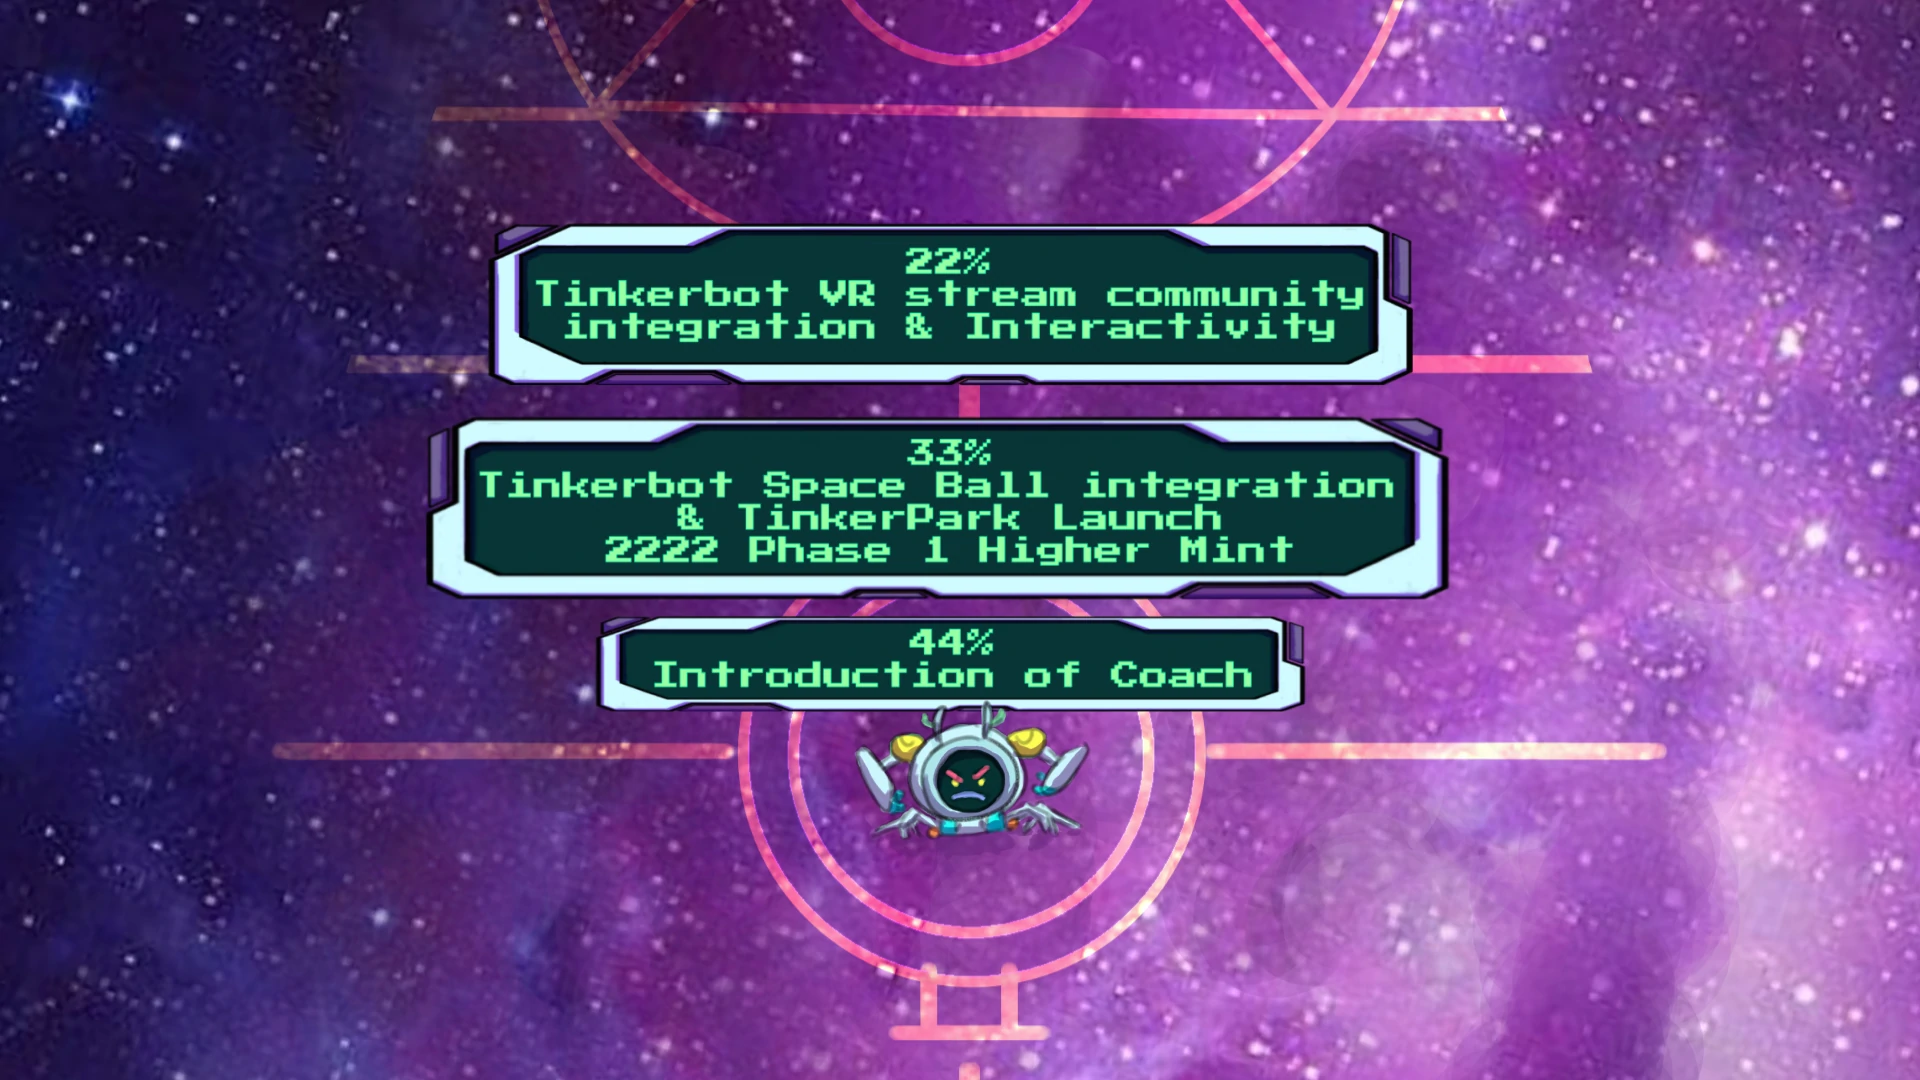 22%
Tinkerbot VR stream community
integration & Interactivity
33%
Tinkerbot Space Ball integration
& TinkerPark Launch
2222 Phase 1 Higher Mint
44%
Introduction of Coach